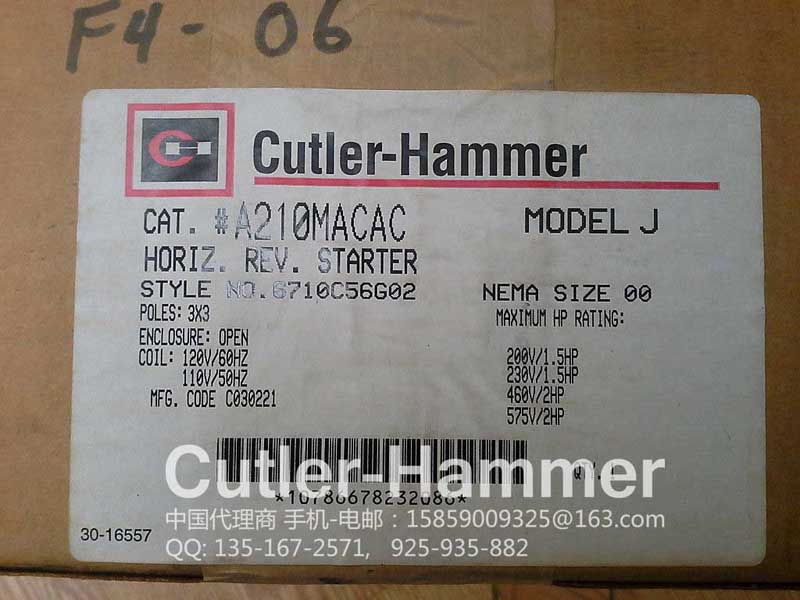 F4-06
Cutler-Hammer
CAT. #A210MACAC MODEL J
HORIZ. REV. STARTER
STYLE NO.6710C56G02 NEMA SIZE 00
POLES: 3X3 MAXIMUM HP RATING:
ENCLOSURE: OPEN
COIL: 120V/60HZ 200V/1.5HP
110V/50HZ 230V/1.5HP
MFG. CODE C030221 460V/2HP
575V/2HP
Cutler-Hammer
*10786678232086*
中国代理商 手机-电邮：15859009325@163.com
30-16557
QQ: 135-167-2571, 925-935-882